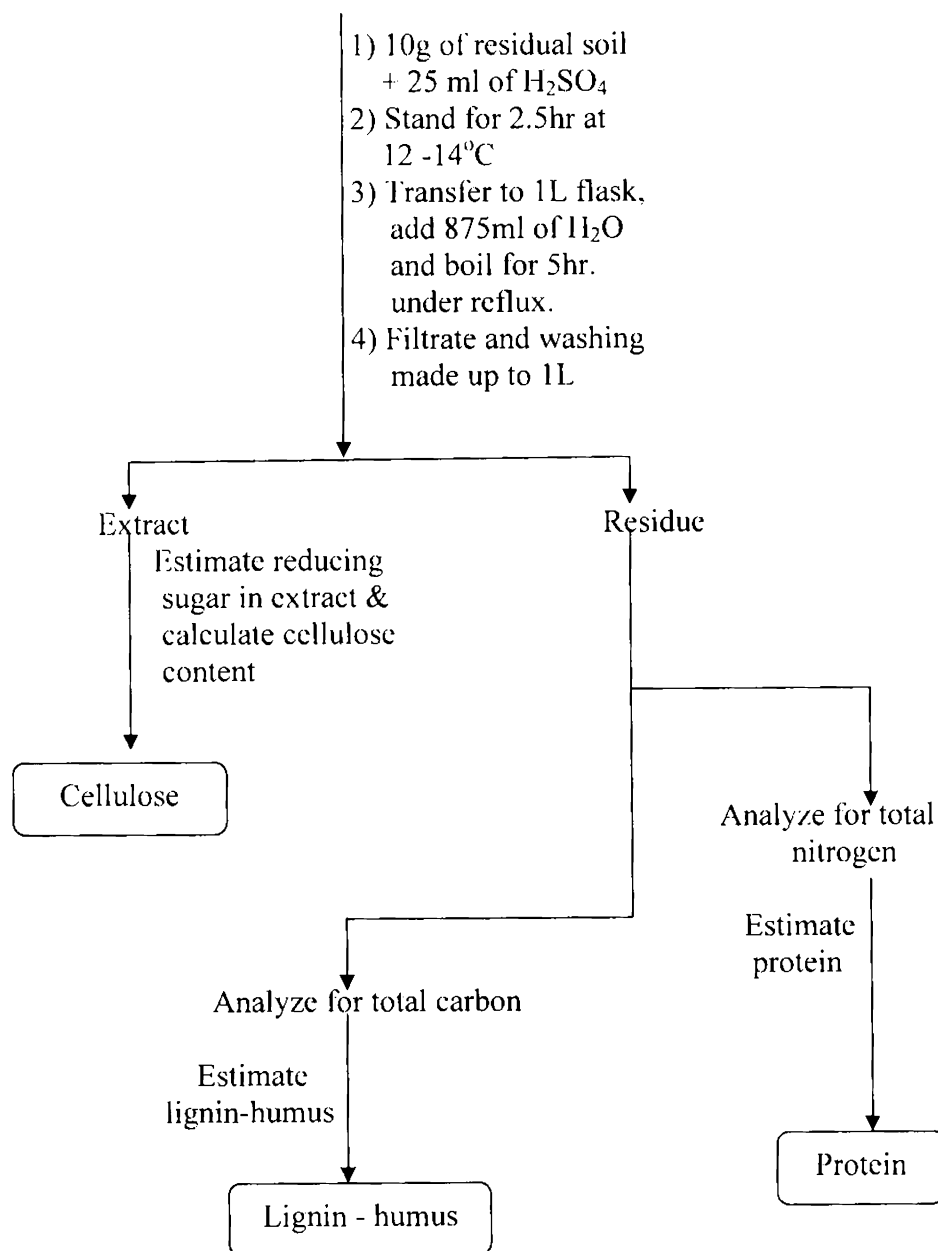 1) 10g of residual soil
+ 25 ml of H₂SO₄
2) Stand for 2.5hr at
12 -14⁰C
3) Transfer to 1L flask,
add 875ml of H₂O
and boil for 5hr.
under reflux.
4) Filtrate and washing
made up to 1L
Extract
Residue
Estimate reducing
sugar in extract &
calculate cellulose
content
Cellulose
Analyze for total
nitrogen
Estimate
protein
Analyze for total carbon
Estimate
lignin-humus
Protein
Lignin - humus